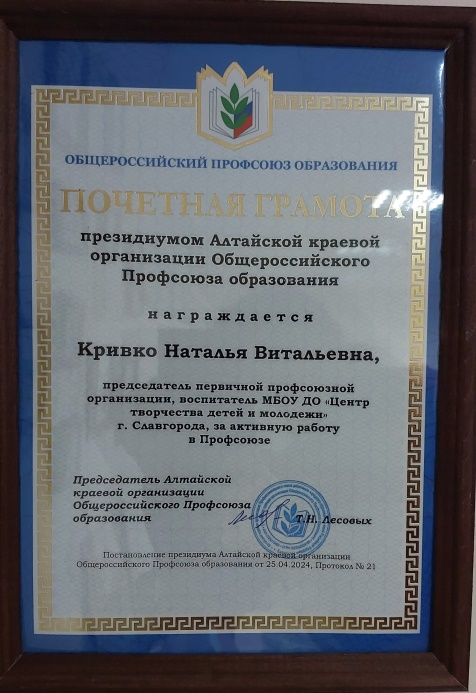 ОБЩЕРОССИЙСКИЙ ПРОФСОЮЗ ОБРАЗОВАНИЯ
ПОЧЕТНАЯ ГРАМОТА
президиумом Алтайской краевой
организации Общероссийского
Профсоюза образования
награждается
Кривко Наталья Витальевна,
председатель первичной профсоюзной
организации, воспитатель МБОУ ДО «Центр
творчества детей и молодежи»
г. Славгорода, за активную работу
в Профсоюзе
Председатель Алтайской
краевой организации
Общероссийского Профсоюза
образования
Т.Н. Лесовых
Постановление президиума Алтайской краевой организации
Общероссийского Профсоюза образования от 25.04.2024, Протокол № 21